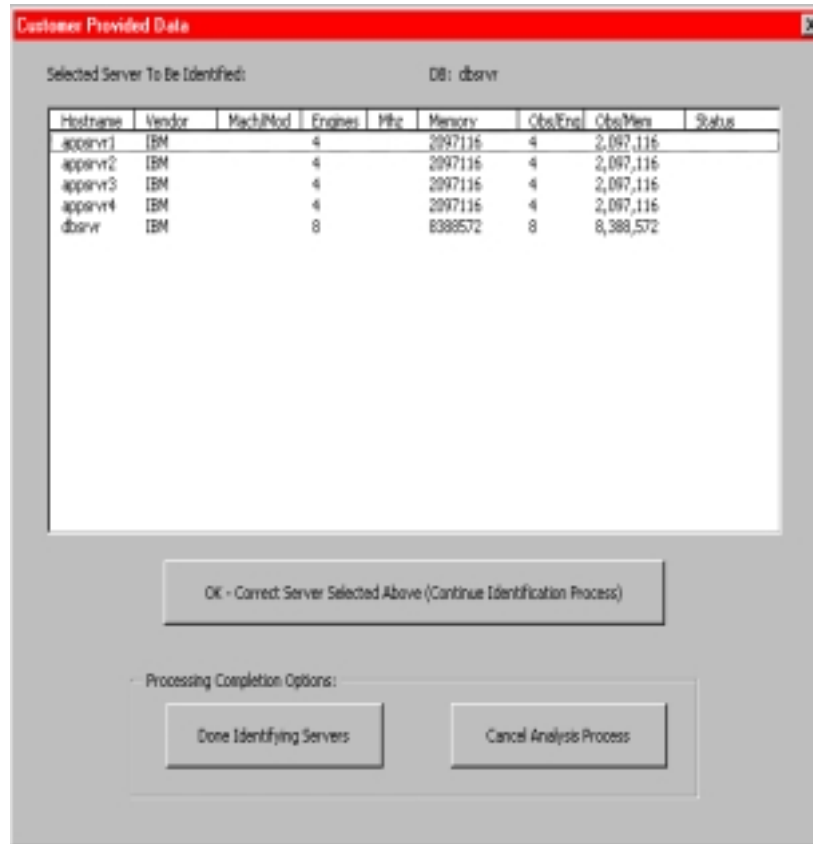 Customer Provided Data
Selected Server To Be Identified: DB: dbsrvr
Hostname Vendor Mach/Mod Engines Mhz Memory Obs/Eng Obs/Mem Status
appsrvr1 IBM 4 2097116 4 2,097,116
appsrvr2 IBM 4 2097116 4 2,097,116
appsrvr3 IBM 4 2097116 4 2,097,116
appsrvr4 IBM 4 2097116 4 2,097,116
dbsrvr IBM 8 8388572 8 8,388,572
OK - Correct Server Selected Above (Continue Identification Process)
Processing Completion Options:
Done Identifying Servers Cancel Analysis Process